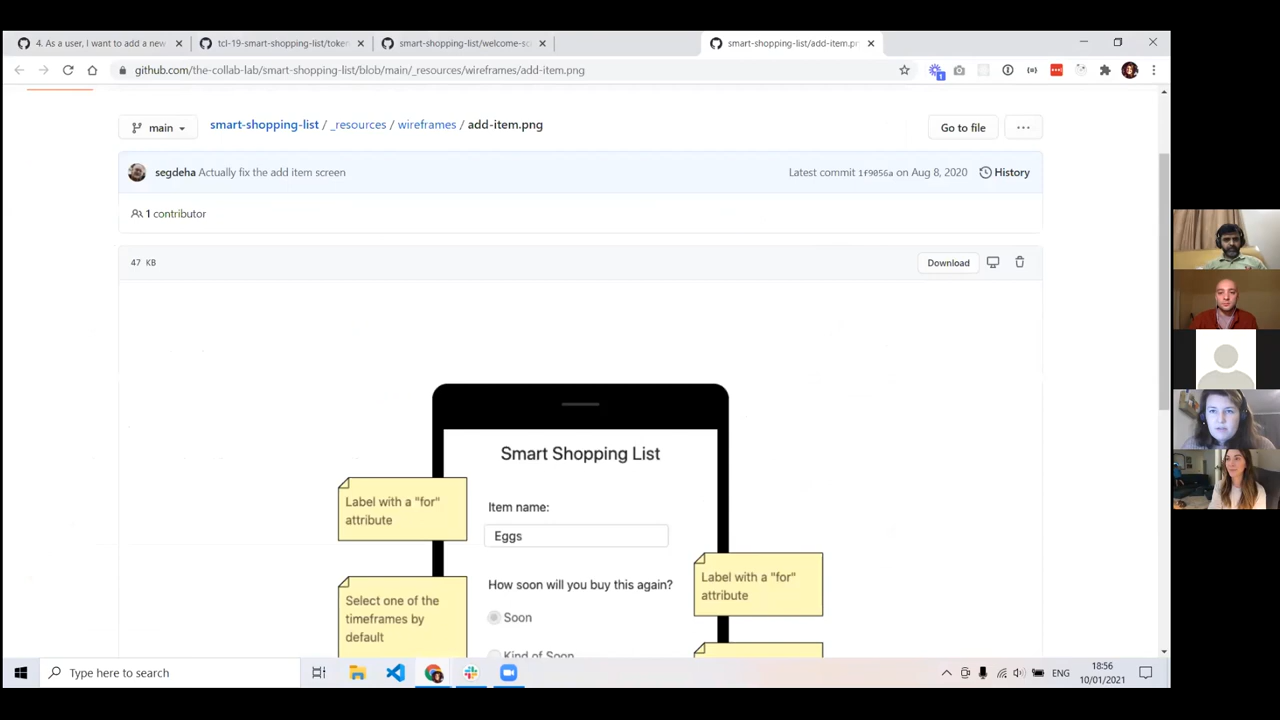 4. As a user, I want to add a new
tcl-19-smart-shopping-list/token
smart-shopping-list/welcome-sc
smart-shopping-list/add-item.pn
github.com/the-collab-lab/smart-shopping-list/blob/main/_resources/wireframes/add-item.png
1
main
smart-shopping-list / _resources / wireframes / add-item.png
Go to file
segdeha Actually fix the add item screen
Latest commit 1f9056a on Aug 8, 2020
History
1 contributor
47 KB
Download
Smart Shopping List
Label with a "for"
attribute
Item name:
Eggs
Label with a "for"
attribute
How soon will you buy this again?
Select one of the
timeframes by
default
Soon
Kind of Soon
Type here to search
ENG
18:56
10/01/2021